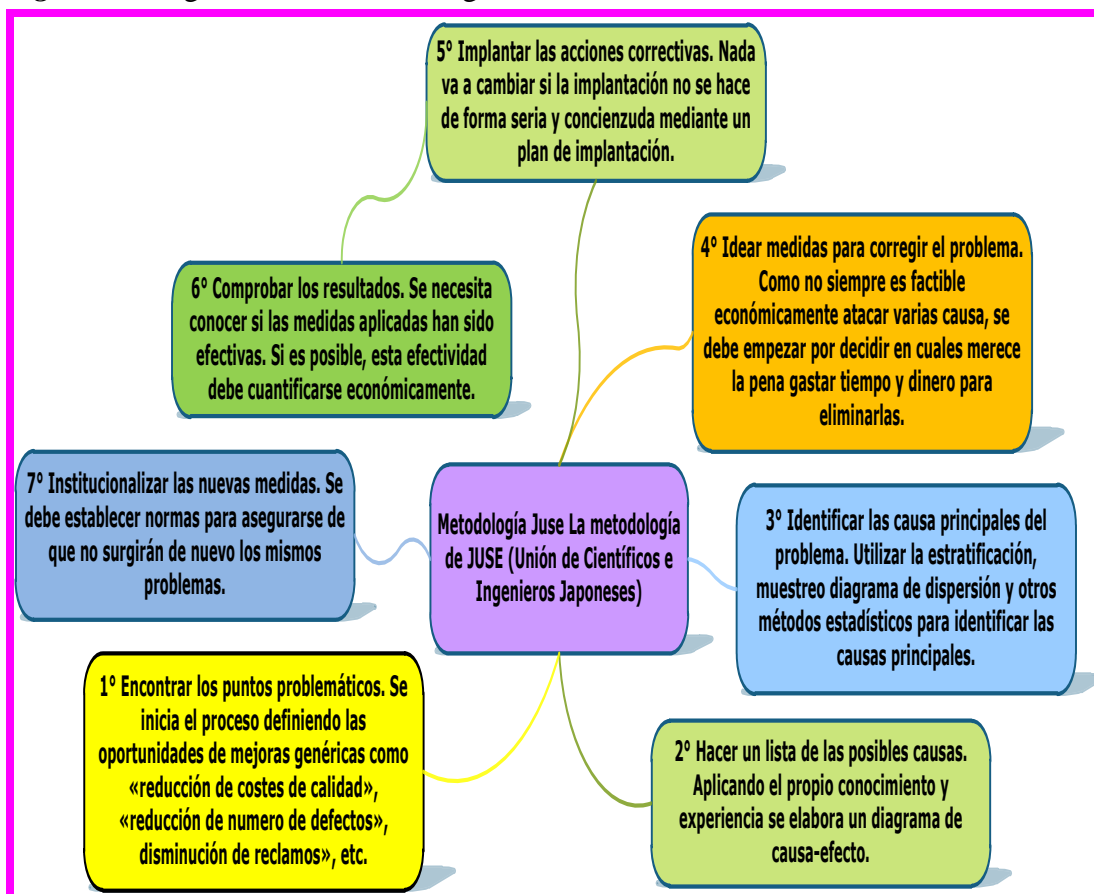 5° Implantar las acciones correctivas. Nada
va a cambiar si la implantación no se hace
de forma seria y concienzuda mediante un
plan de implantación.
4° Idear medidas para corregir el problema.
Como no siempre es factible
económicamente atacar varias causa, se
debe empezar por decidir en cuales merece
la pena gastar tiempo y dinero para
eliminarlas.
6° Comprobar los resultados. Se necesita
conocer si las medidas aplicadas han sido
efectivas. Si es posible, esta efectividad
debe cuantificarse económicamente.
7° Institucionalizar las nuevas medidas. Se
debe establecer normas para asegurarse de
que no surgirán de nuevo los mismos
problemas.
Metodología Juse La metodología
de JUSE (Unión de Científicos e
Ingenieros Japoneses)
3° Identificar las causa principales del
problema. Utilizar la estratificación,
muestreo diagrama de dispersión y otros
métodos estadísticos para identificar las
causas principales.
1° Encontrar los puntos problemáticos. Se
inicia el proceso definiendo las
oportunidades de mejoras genéricas como
«reducción de costes de calidad»,
«reducción de numero de defectos»,
disminución de reclamos», etc.
2° Hacer un lista de las posibles causas.
Aplicando el propio conocimiento y
experiencia se elabora un diagrama de
causa-efecto.